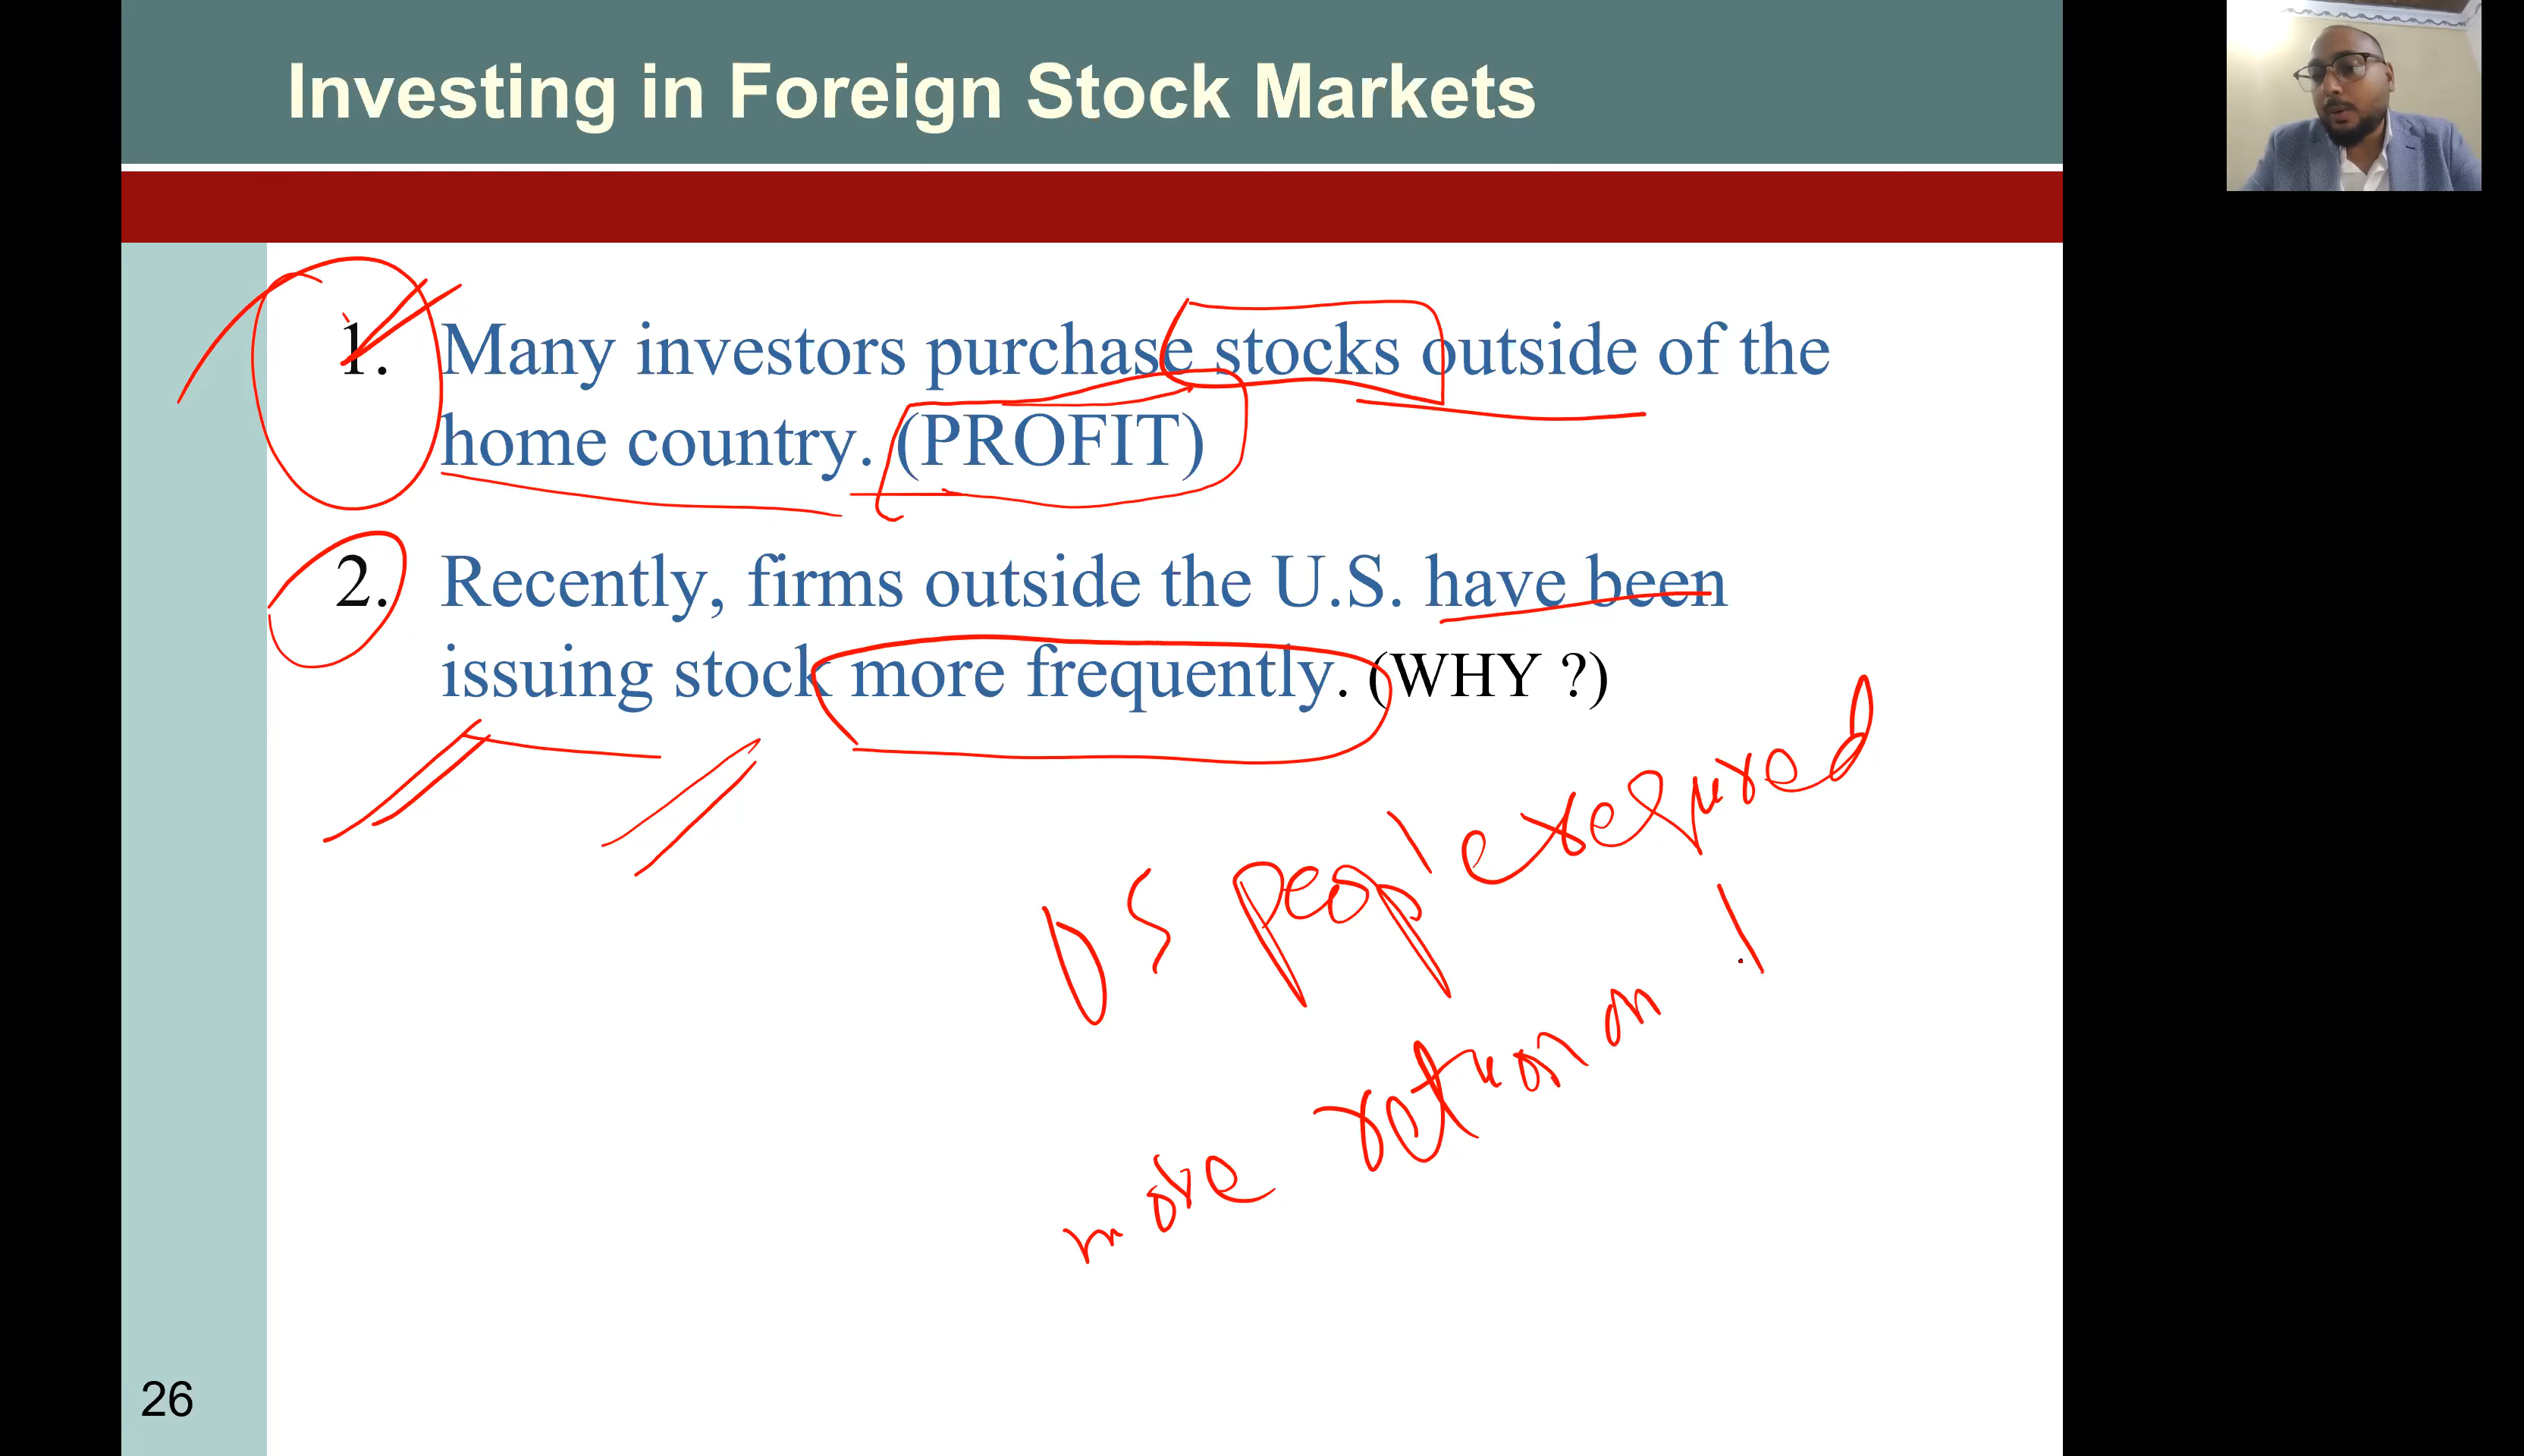 Investing in Foreign Stock Markets
1. Many investors purchase stocks outside of the
home country. (PROFIT)
2. Recently, firms outside the U.S. have been
issuing stock more frequently. (WHY ?)
US people requred
more return on
26